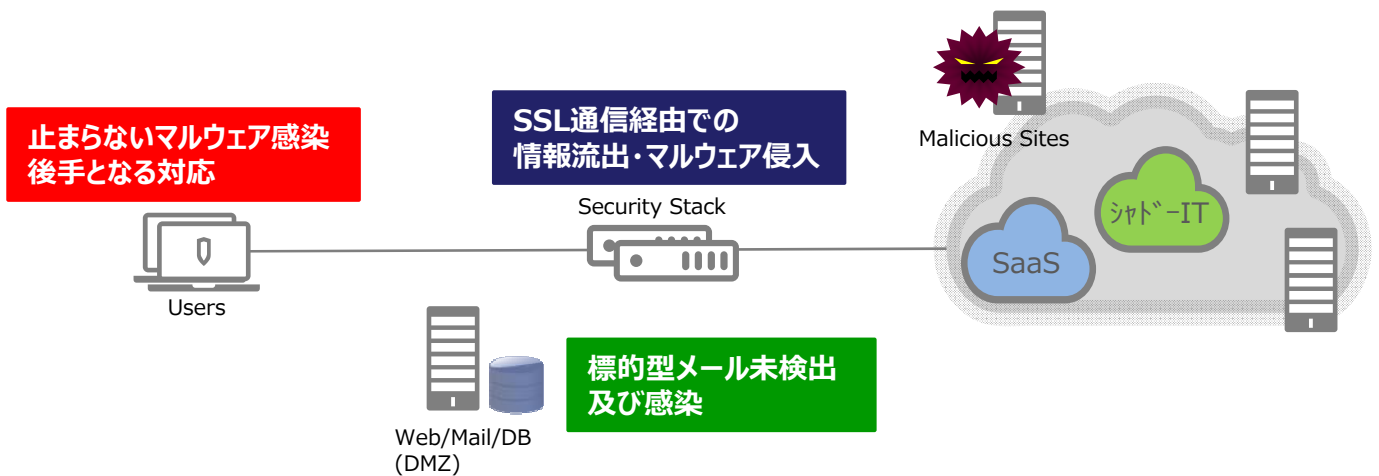 止まらないマルウェア感染
後手となる対応
SSL通信経由での
情報流出・マルウェア侵入
Malicious Sites
Security Stack
ｼｬﾄﾞｰIT
SaaS
Users
標的型メール未検出
及び感染
Web/Mail/DB
(DMZ)